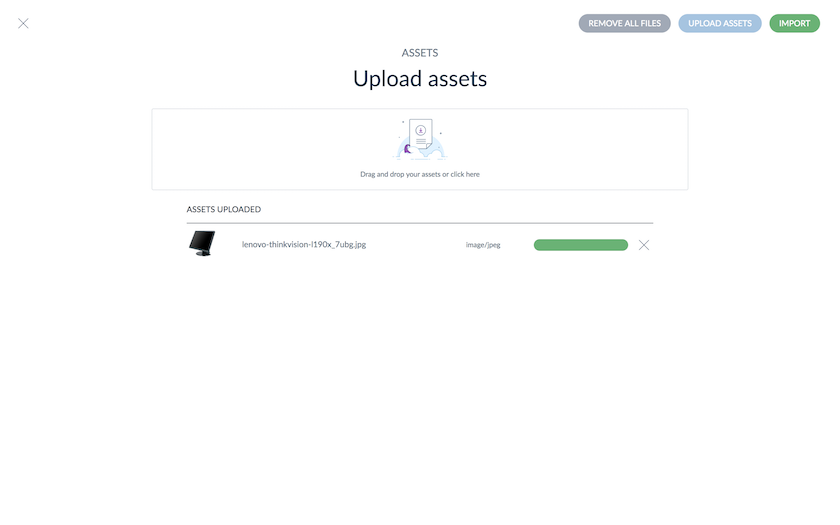 REMOVE ALL FILES
UPLOAD ASSETS
IMPORT
ASSETS
Upload assets
Drag and drop your assets or click here
ASSETS UPLOADED
lenovo-thinkvision-l190x_7ubg.jpg image/jpeg